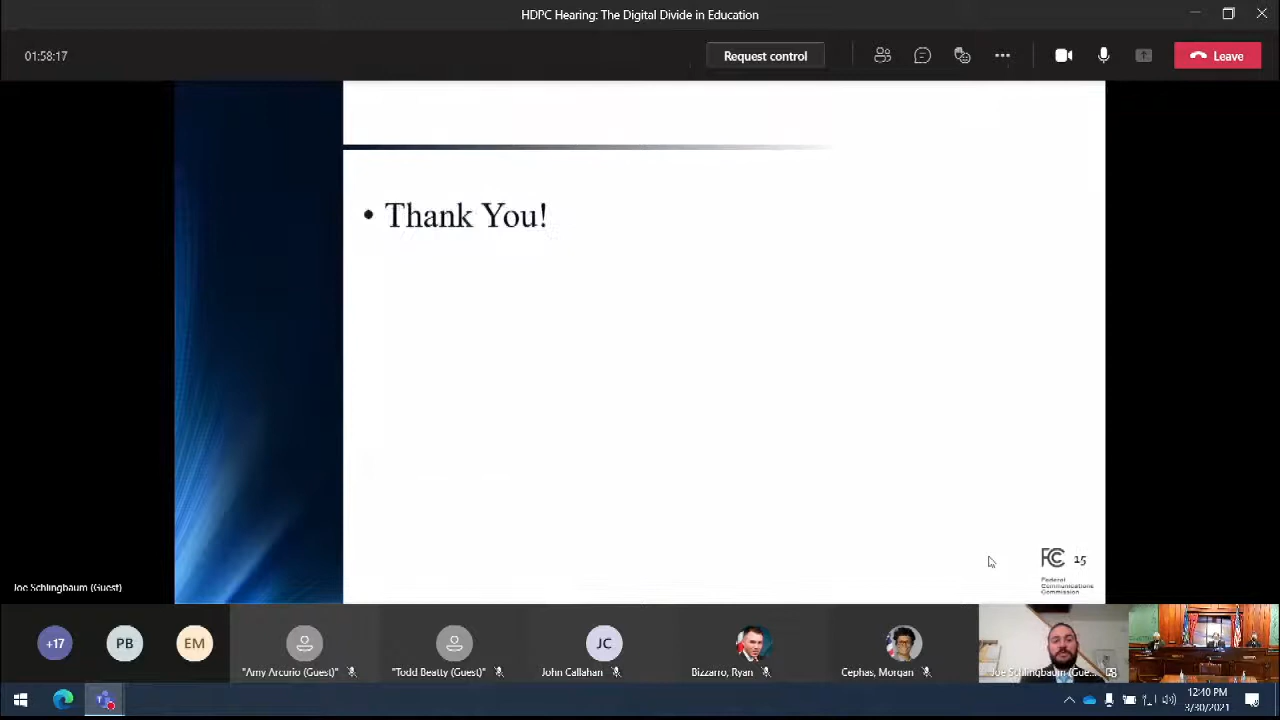 HDPC Hearing: The Digital Divide in Education
01:58:17
Request control
Leave
• Thank You!
FCC 15
Federal
Communications
Commission
Joe Schlingbaum (Guest)
+17
PB
EM
"Amy Arcurio (Guest)"
"Todd Beatty (Guest)"
JC
John Callahan
Bizzarro, Ryan
Cephas, Morgan
Joe Schlingbaum (Gue...
12:40 PM
3/30/2021